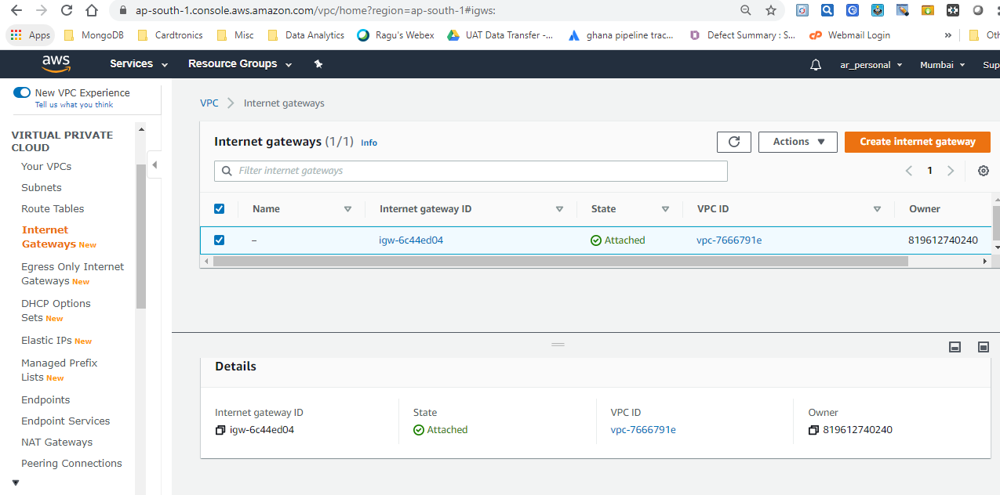 ap-south-1.console.aws.amazon.com/vpc/home?region=ap-south-1#igws:
Apps MongoDB Cardtronics Misc Data Analytics Ragu's Webex UAT Data Transfer -... ghana pipeline trac... Defect Summary : S... Webmail Login » Oth
aws Services Resource Groups ar_personal Mumbai Sup
New VPC Experience
Tell us what you think
VPC Internet gateways
VIRTUAL PRIVATE
CLOUD
Your VPCs
Subnets
Route Tables
Internet
Gateways New
Egress Only Internet
Gateways New
DHCP Options
Sets New
Elastic IPs New
Managed Prefix
Lists New
Endpoints
Endpoint Services
NAT Gateways
Peering Connections
Internet gateways (1/1) Info Actions Create internet gateway
Filter internet gateways 1
Name Internet gateway ID State VPC ID Owner
– igw-6c44ed04 Attached vpc-7666791e 819612740240
Details
Internet gateway ID State VPC ID Owner
igw-6c44ed04 Attached vpc-7666791e 819612740240